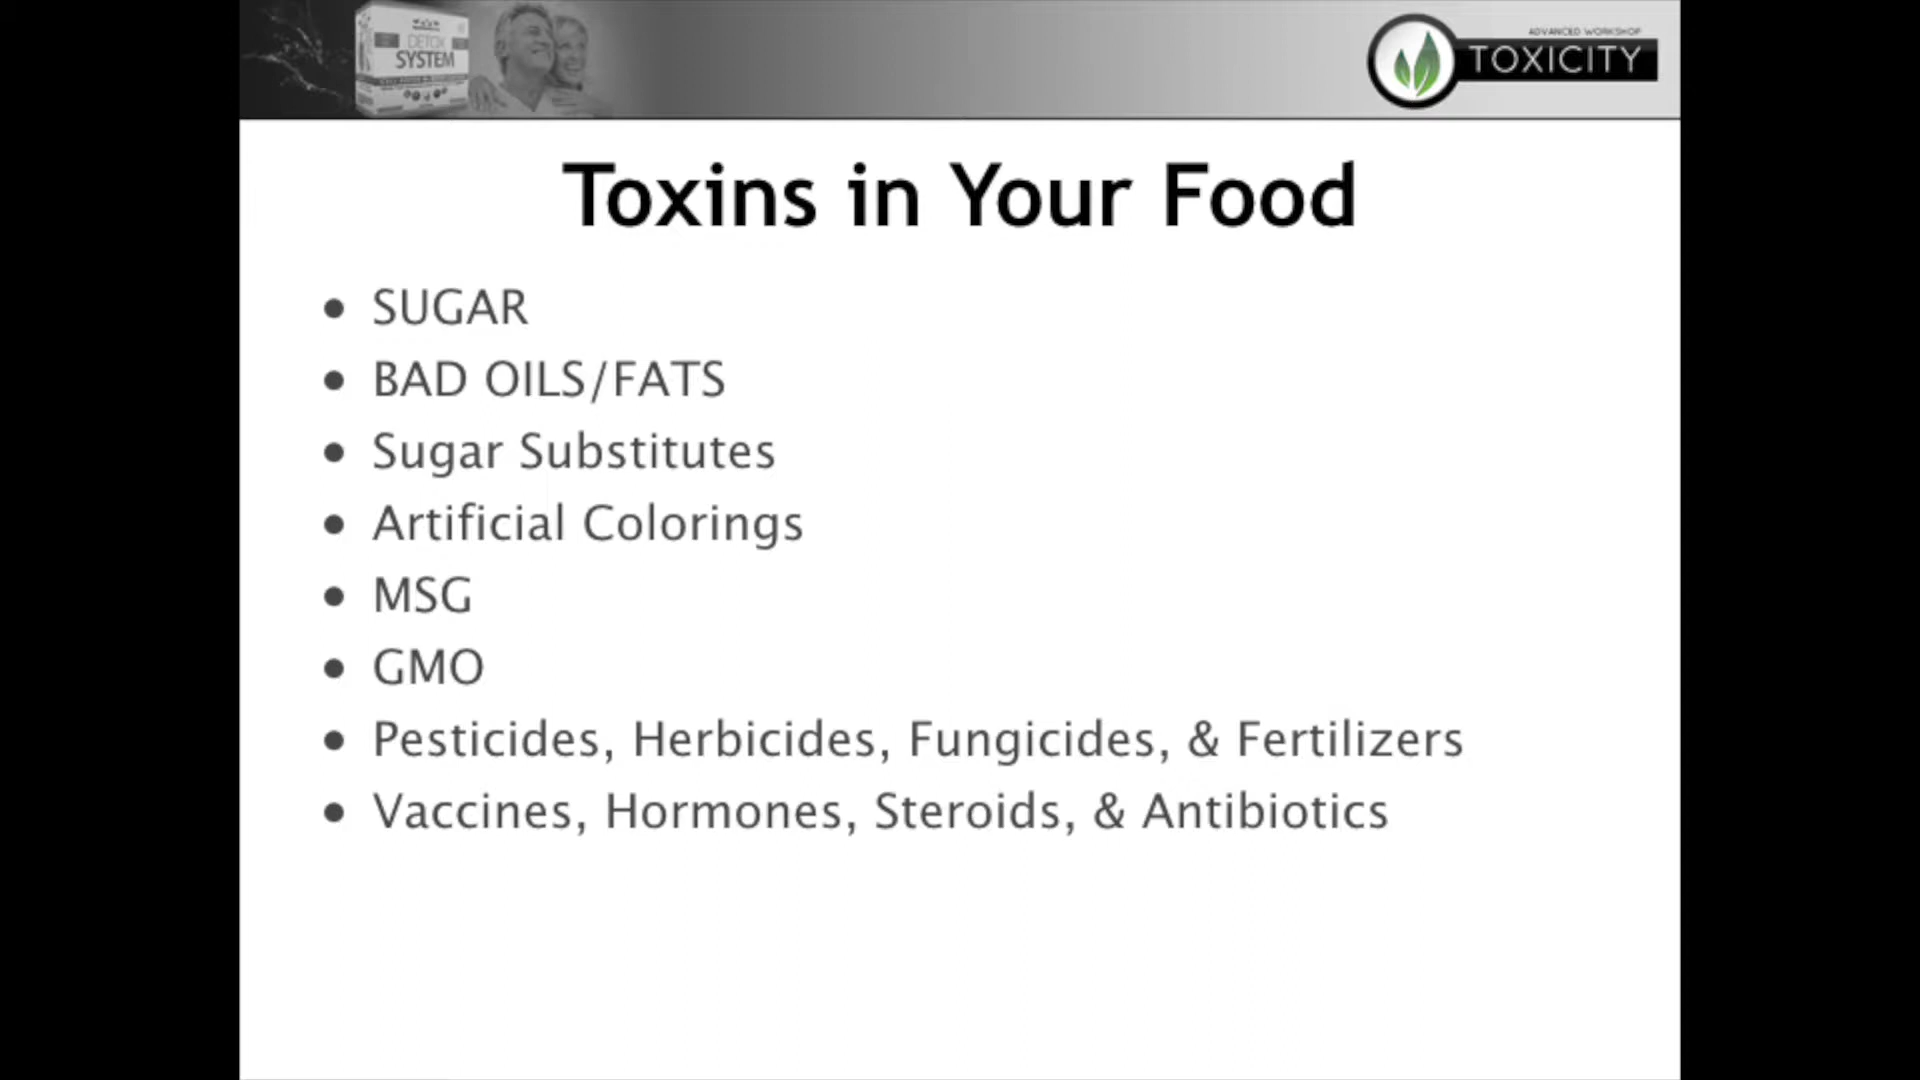 DETOX
SYSTEM
ADVANCED WORKSHOP
TOXICITY
Toxins in Your Food
• SUGAR
• BAD OILS/FATS
• Sugar Substitutes
• Artificial Colorings
• MSG
• GMO
• Pesticides, Herbicides, Fungicides, & Fertilizers
• Vaccines, Hormones, Steroids, & Antibiotics